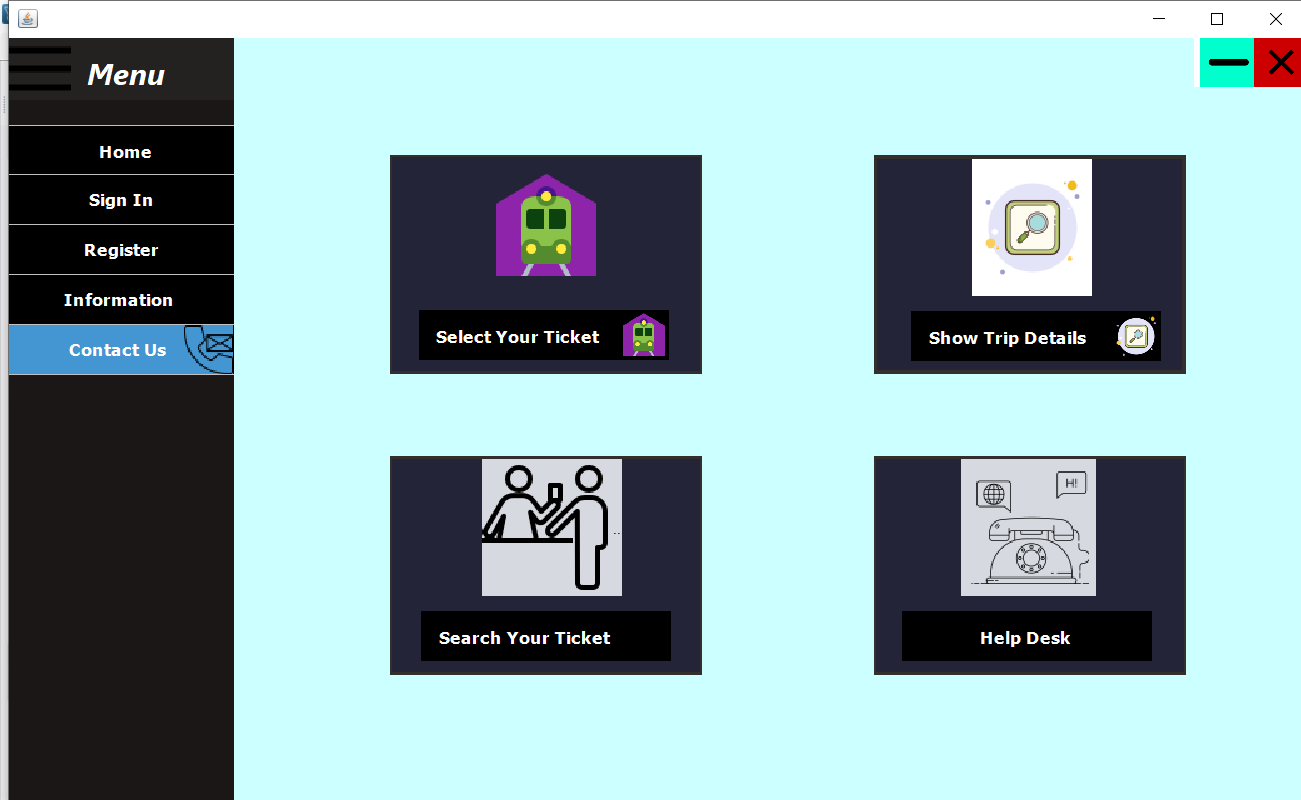 Menu
Home
Sign In
Register
Information
Contact Us
Select Your Ticket
Show Trip Details
Hi!
Search Your Ticket
Help Desk